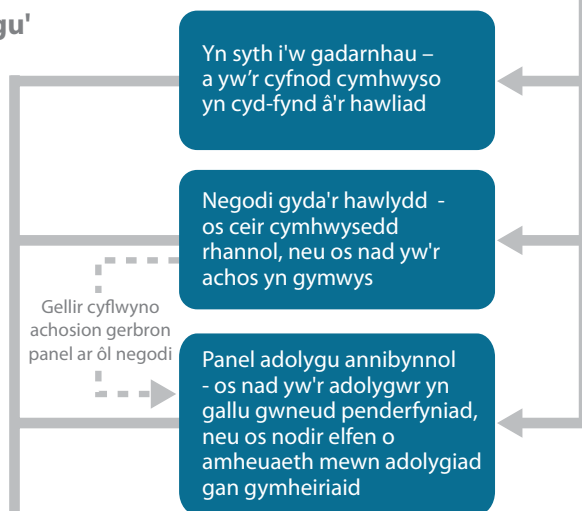 gu'
Yn syth i'w gadarnhau –
a yw'r cyfnod cymhwyso
yn cyd-fynd â'r hawliad
Negodi gyda'r hawlydd -
os ceir cymhwysedd
rhannol, neu os nad yw'r
achos yn gymwys
Gellir cyflwyno
achosion gerbron
panel ar ôl negodi
Panel adolygu annibynnol
- os nad yw'r adolygwr yn
gallu gwneud penderfyniad,
neu os nodir elfen o
amheuaeth mewn adolygiad
gan gymheiriaid